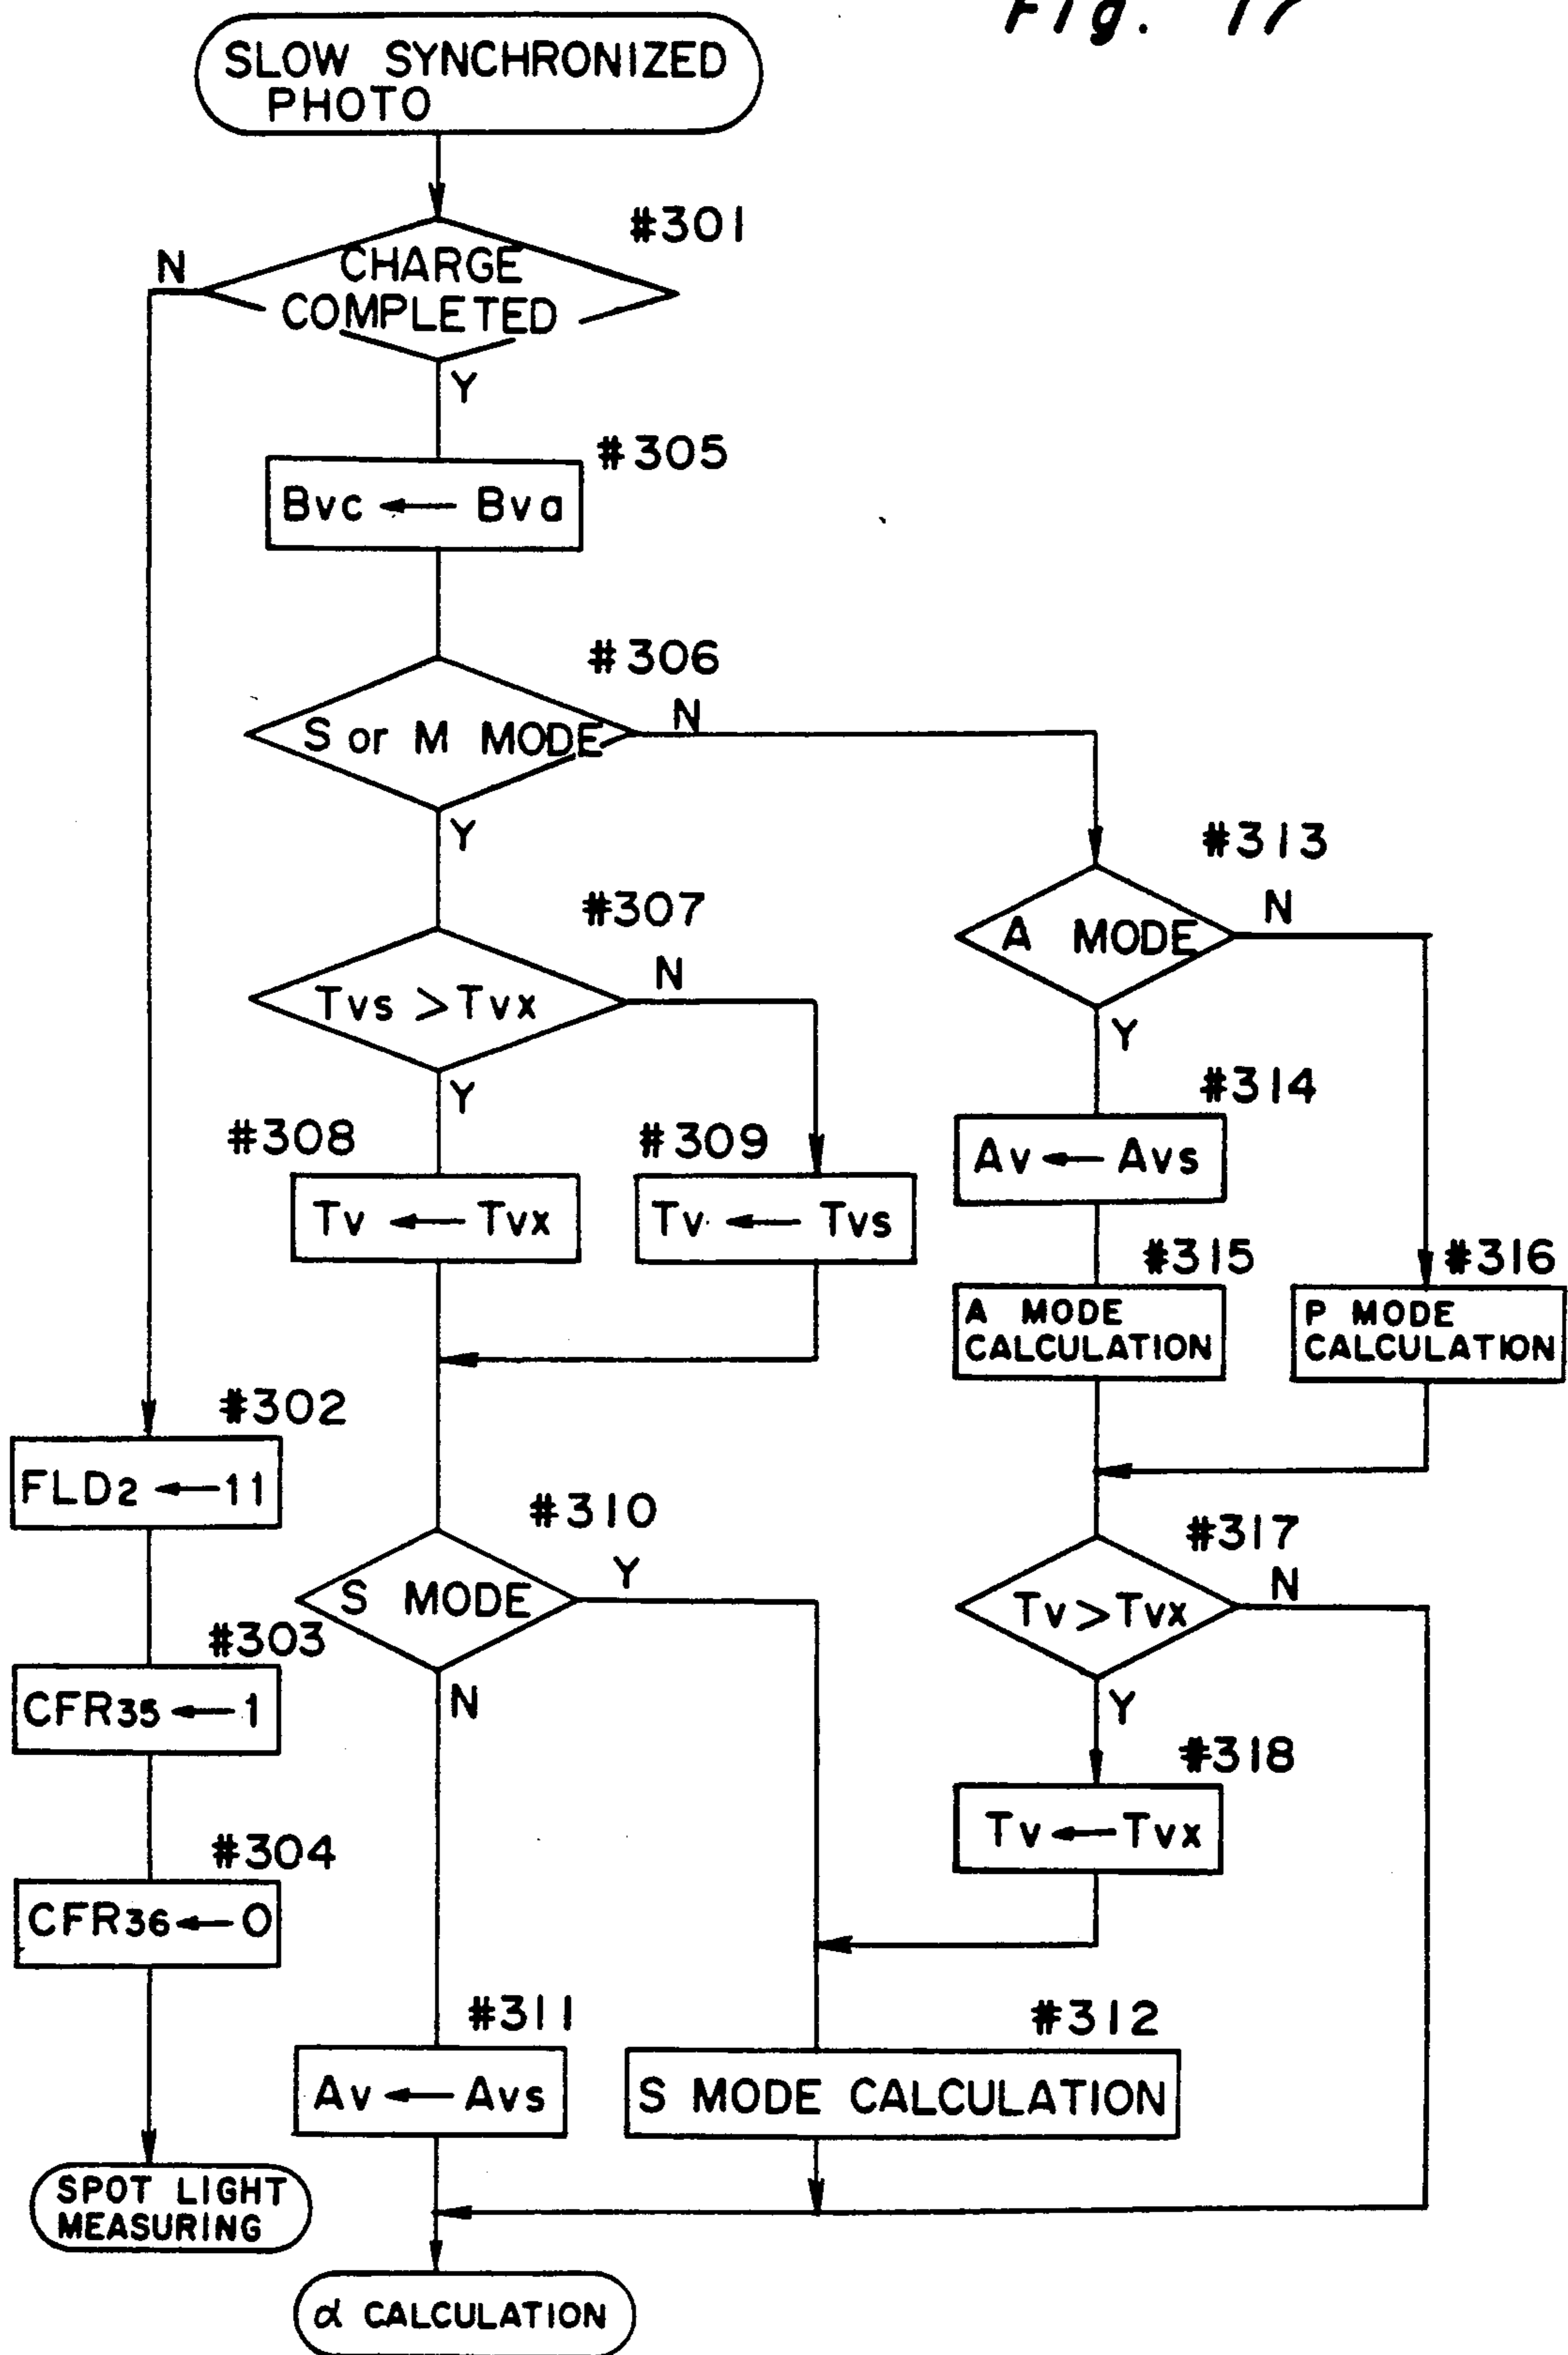 Fig. 17
SLOW SYNCHRONIZED
PHOTO
#301
N
CHARGE
COMPLETED
Y
#305
Bvc ← Bva
#306
S or M MODE
N
Y
#313
A MODE
N
Y
#307
Tvs > Tvx
N
Y
#314
Av ← Avs
#308
Tv ← Tvx
#309
Tv ← Tvs
#315
A MODE
CALCULATION
#316
P MODE
CALCULATION
#302
FLD2 ← 11
#310
S MODE
Y
N
#317
Tv > Tvx
N
Y
#303
CFR35 ← 1
#318
Tv ← Tvx
#304
CFR36 ← 0
#311
Av ← Avs
#312
S MODE CALCULATION
SPOT LIGHT
MEASURING
α CALCULATION